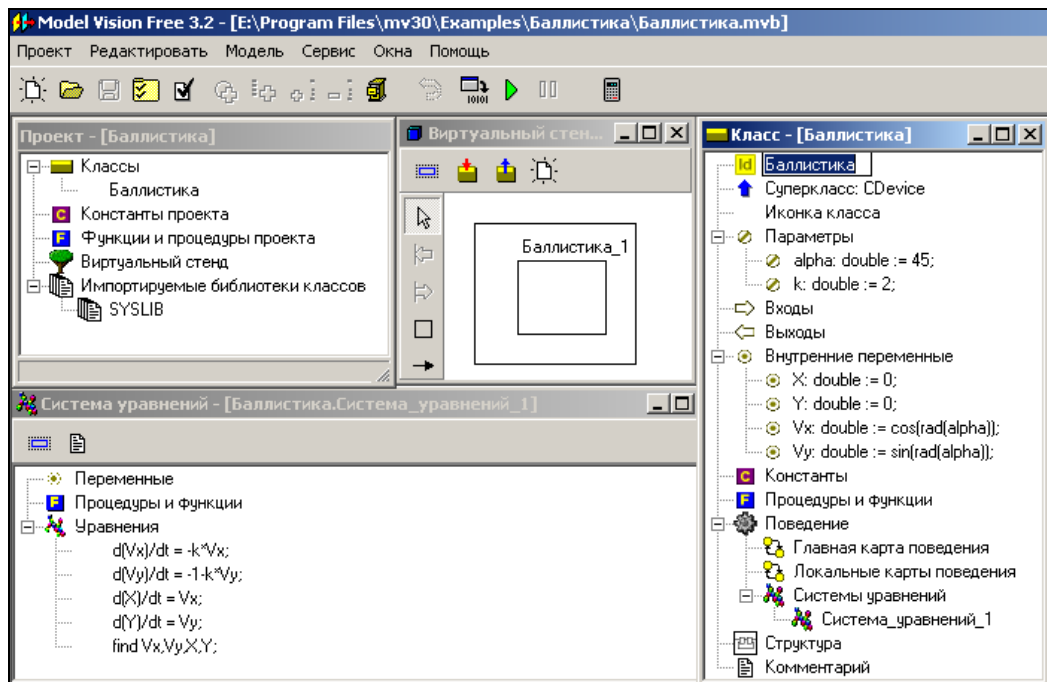 Model Vision Free 3.2 - [E:\Program Files\mv30\Examples\Баллистика\Баллистика.mvb]
Проект Редактировать Модель Сервис Окна Помощь
10101
Проект - [Баллистика]
Классы
Баллистика
C Константы проекта
F Функции и процедуры проекта
Виртуальный стенд
Импортируемые библиотеки классов
SYSLIB
Виртуальный стен...
Баллистика_1
Класс - [Баллистика]
Id Баллистика
Суперкласс: CDevice
Иконка класса
Параметры
alpha: double := 45;
k: double := 2;
Входы
Выходы
Внутренние переменные
X: double := 0;
Y: double := 0;
Vx: double := cos(rad(alpha));
Vy: double := sin(rad(alpha));
C Константы
F Процедуры и функции
Поведение
Главная карта поведения
Локальные карты поведения
Системы уравнений
Система_уравнений_1
Структура
Комментарий
Система уравнений - [Баллистика.Система_уравнений_1]
Переменные
F Процедуры и функции
Уравнения
d(Vx)/dt = -k*Vx;
d(Vy)/dt = -1-k*Vy;
d(X)/dt = Vx;
d(Y)/dt = Vy;
find Vx,Vy,X,Y;